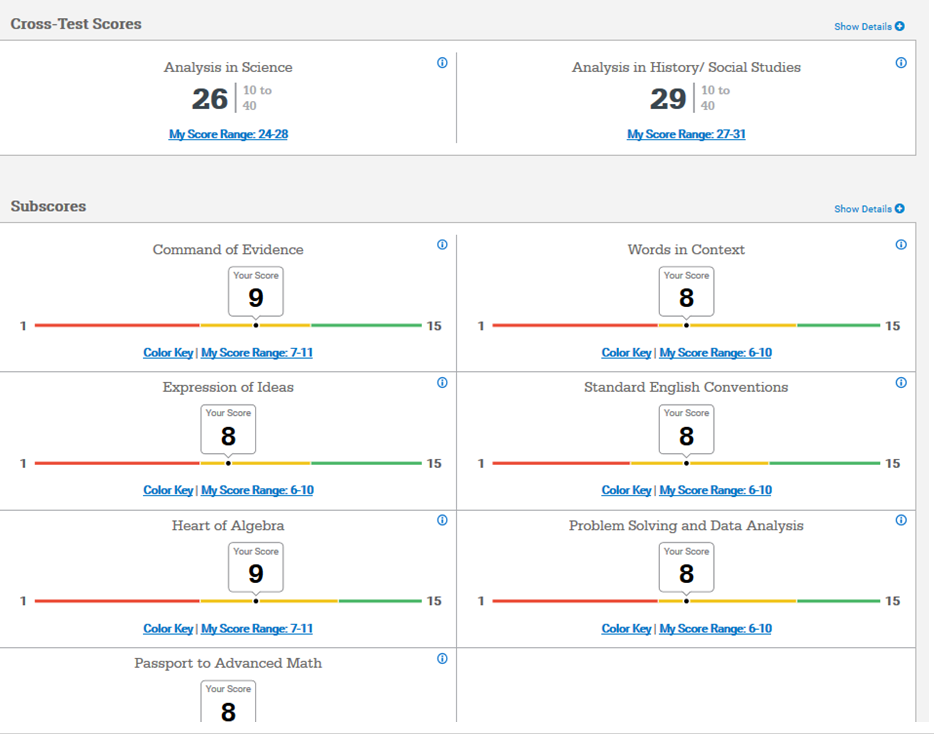 Cross-Test Scores
Show Details
Analysis in Science
26 10 to 40
My Score Range: 24-28
Analysis in History/ Social Studies
29 10 to 40
My Score Range: 27-31
Subscores
Show Details
Command of Evidence
Your Score
9
1 15
Color Key | My Score Range: 7-11
Words in Context
Your Score
8
1 15
Color Key | My Score Range: 6-10
Expression of Ideas
Your Score
8
1 15
Color Key | My Score Range: 6-10
Standard English Conventions
Your Score
8
1 15
Color Key | My Score Range: 6-10
Heart of Algebra
Your Score
9
1 15
Color Key | My Score Range: 7-11
Problem Solving and Data Analysis
Your Score
8
1 15
Color Key | My Score Range: 6-10
Passport to Advanced Math
Your Score
8